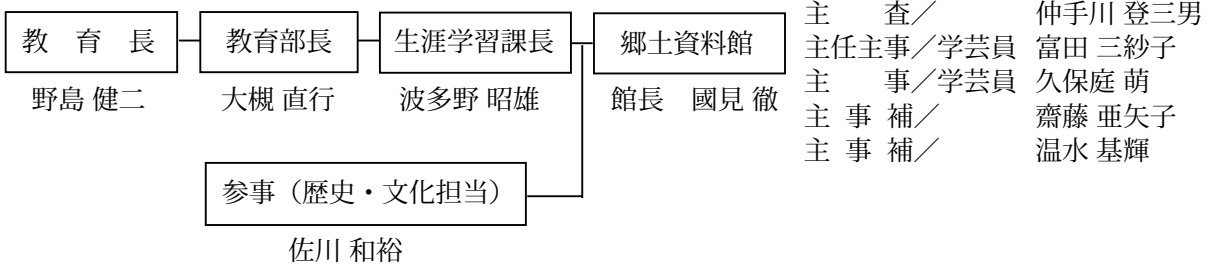 教　育　長
教育部長
生涯学習課長
郷土資料館
野島 健二
大槻 直行
波多野 昭雄
館長　國見 徹
主　　査／　　　　仲手川 登三男
主任主事／学芸員　富田 三紗子
主　　事／学芸員　久保庭 萌
主 事 補／　　　　齋藤 亜矢子
主 事 補／　　　　温水 基輝
参事（歴史・文化担当）
佐川 和裕